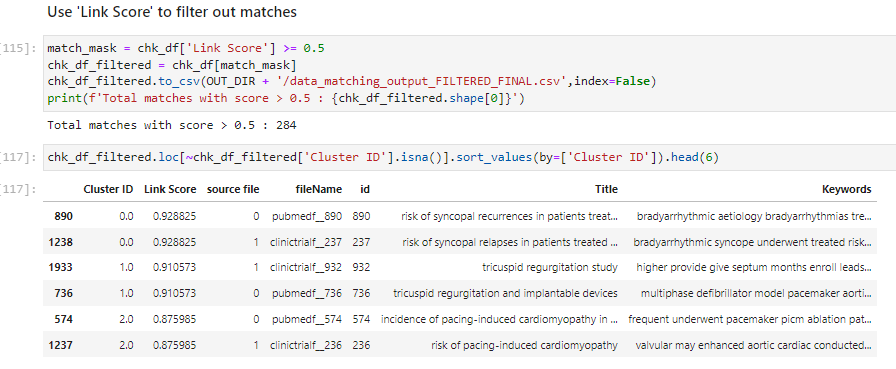 Use 'Link Score' to filter out matches
[115]: match_mask = chk_df['Link Score'] >= 0.5
chk_df_filtered = chk_df[match_mask]
chk_df_filtered.to_csv(OUT_DIR + '/data_matching_output_FILTERED_FINAL.csv',index=False)
print(f'Total matches with score > 0.5 : {chk_df_filtered.shape[0]}')
Total matches with score > 0.5 : 284
[117]: chk_df_filtered.loc[~chk_df_filtered['Cluster ID'].isna()].sort_values(by=['Cluster ID']).head(6)
[117]: Cluster ID Link Score source file fileName id Title Keywords
890 0.0 0.928825 0 pubmedf__890 890 risk of syncopal recurrences in patients treat... bradyarrhythmic aetiology bradyarrhythmias tre...
1238 0.0 0.928825 1 clinictrialf__237 237 risk of syncopal relapses in patients treated ... bradyarrhythmic syncope underwent treated risk...
1933 1.0 0.910573 1 clinictrialf__932 932 tricuspid regurgitation study higher provide give septum months enroll leads...
736 1.0 0.910573 0 pubmedf__736 736 tricuspid regurgitation and implantable devices multiphase defibrillator model pacemaker aorti...
574 2.0 0.875985 0 pubmedf__574 574 incidence of pacing-induced cardiomyopathy in ... frequent underwent pacemaker picm ablation pat...
1237 2.0 0.875985 1 clinictrialf__236 236 risk of pacing-induced cardiomyopathy valvular may enhanced aortic cardiac conducted...